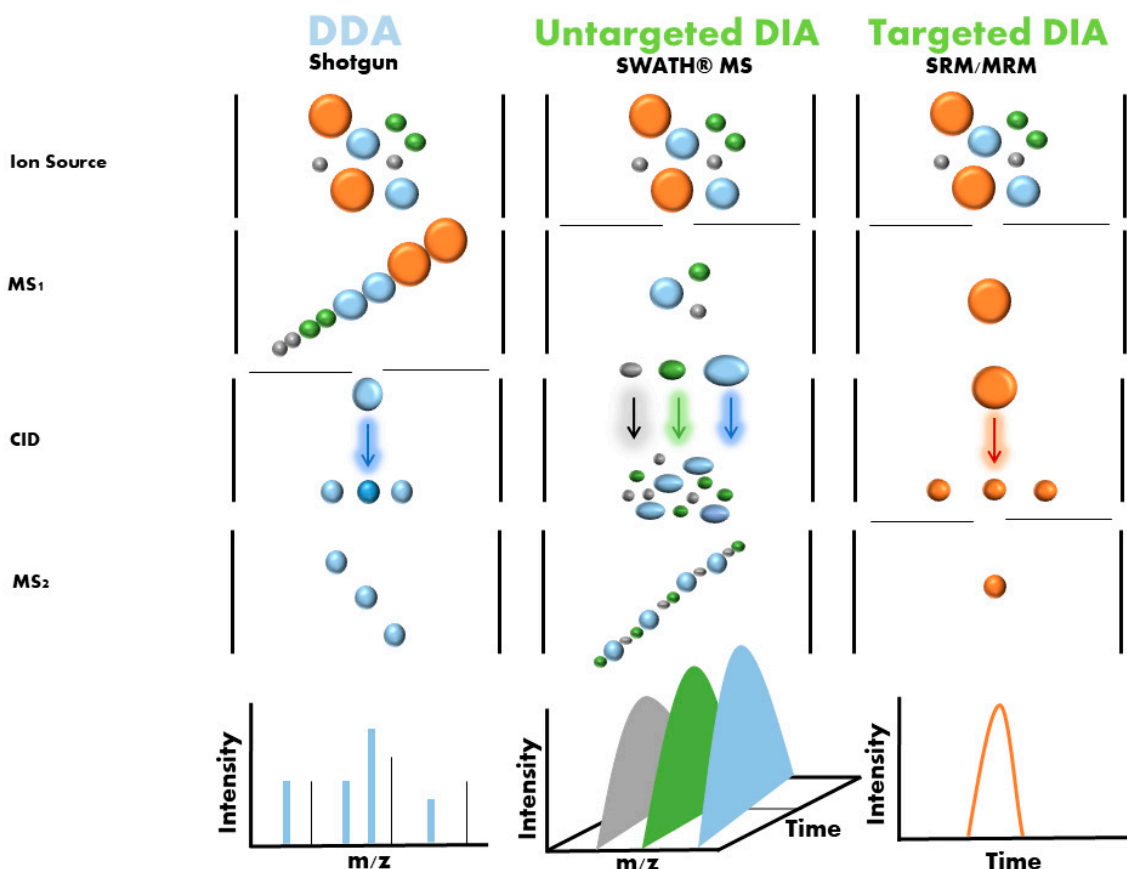 DDA
Shotgun
Untargeted DIA
SWATH® MS
Targeted DIA
SRM/MRM
Ion Source
MS₁
CID
MS₂
Intensity
m/z
Intensity
m/z
Time
Intensity
Time